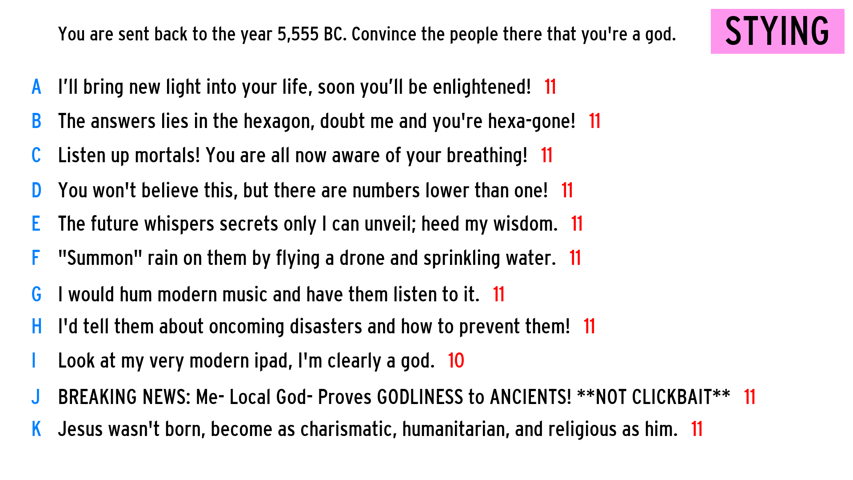 You are sent back to the year 5,555 BC. Convince the people there that you're a god.
STYING
A I'll bring new light into your life, soon you'll be enlightened! 11
B The answers lies in the hexagon, doubt me and you're hexa-gone! 11
C Listen up mortals! You are all now aware of your breathing! 11
D You won't believe this, but there are numbers lower than one! 11
E The future whispers secrets only I can unveil; heed my wisdom. 11
F "Summon" rain on them by flying a drone and sprinkling water. 11
G I would hum modern music and have them listen to it. 11
H I'd tell them about oncoming disasters and how to prevent them! 11
I Look at my very modern ipad, I'm clearly a god. 10
J BREAKING NEWS: Me- Local God- Proves GODLINESS to ANCIENTS! **NOT CLICKBAIT** 11
K Jesus wasn't born, become as charismatic, humanitarian, and religious as him. 11